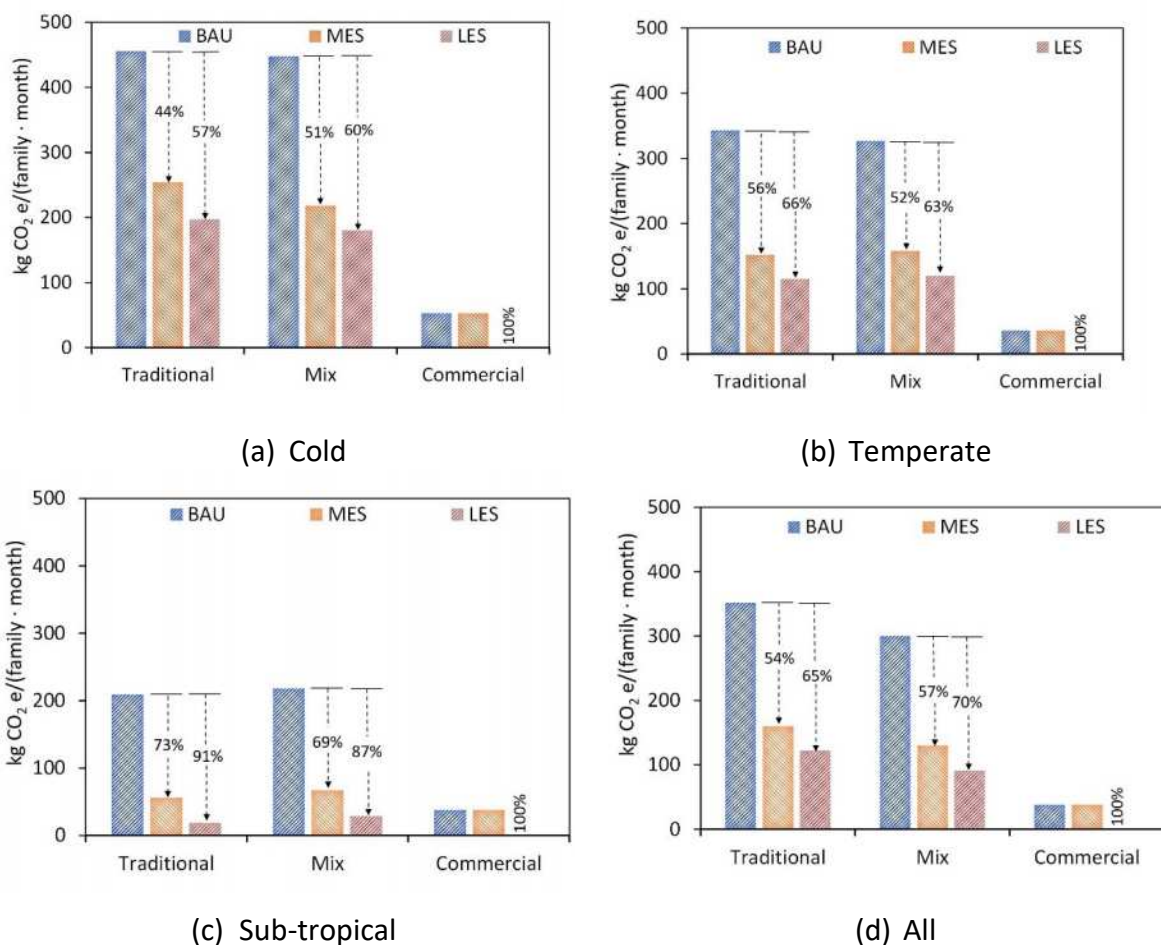 500
BAU MES LES
400
300
200
100
0
kg CO2 e/(family · month)
44%
57%
51%
60%
100%
Traditional Mix Commercial
(a) Cold
500
BAU MES LES
400
300
200
100
0
kg CO2 e/(family · month)
56%
66%
52%
63%
100%
Traditional Mix Commercial
(b) Temperate
500
BAU MES LES
400
300
200
100
0
kg CO2 e/(family · month)
73%
91%
69%
87%
100%
Traditional Mix Commercial
(c) Sub-tropical
500
BAU MES LES
400
300
200
100
0
kg CO2 e/(family · month)
54%
65%
57%
70%
100%
Traditional Mix Commercial
(d) All